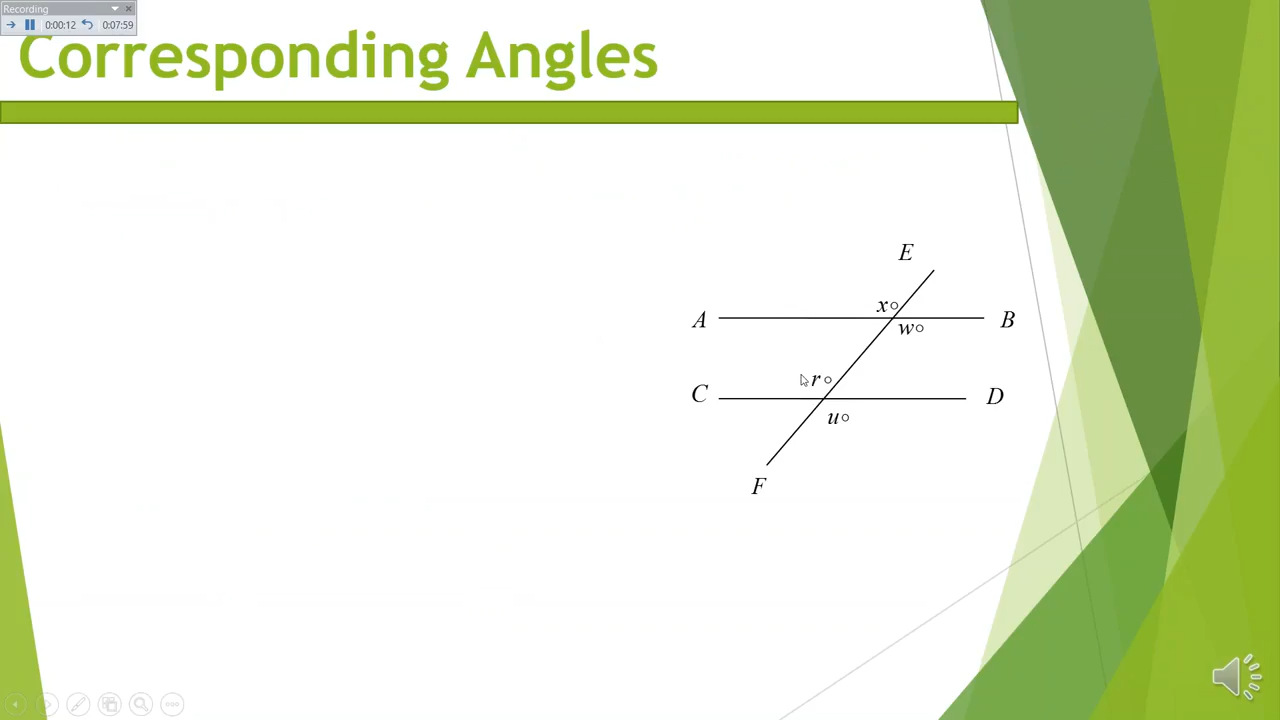 Recording
0:00:12 0:07:59
Corresponding Angles
E
x°
A B
w°
r°
C D
u°
F